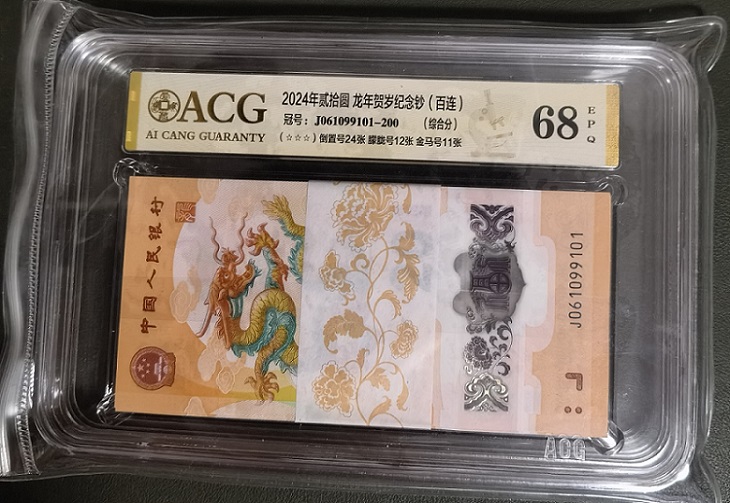 ACG
AI CANG GUARANTY
2024年贰拾圆 龙年贺岁纪念钞（百连）
冠号: J061099101-200 （综合分）
(☆☆☆) 倒置号24张 朦胧号12张 金马号11张
68
EPQ
中国人民银行
J061099101
ACG